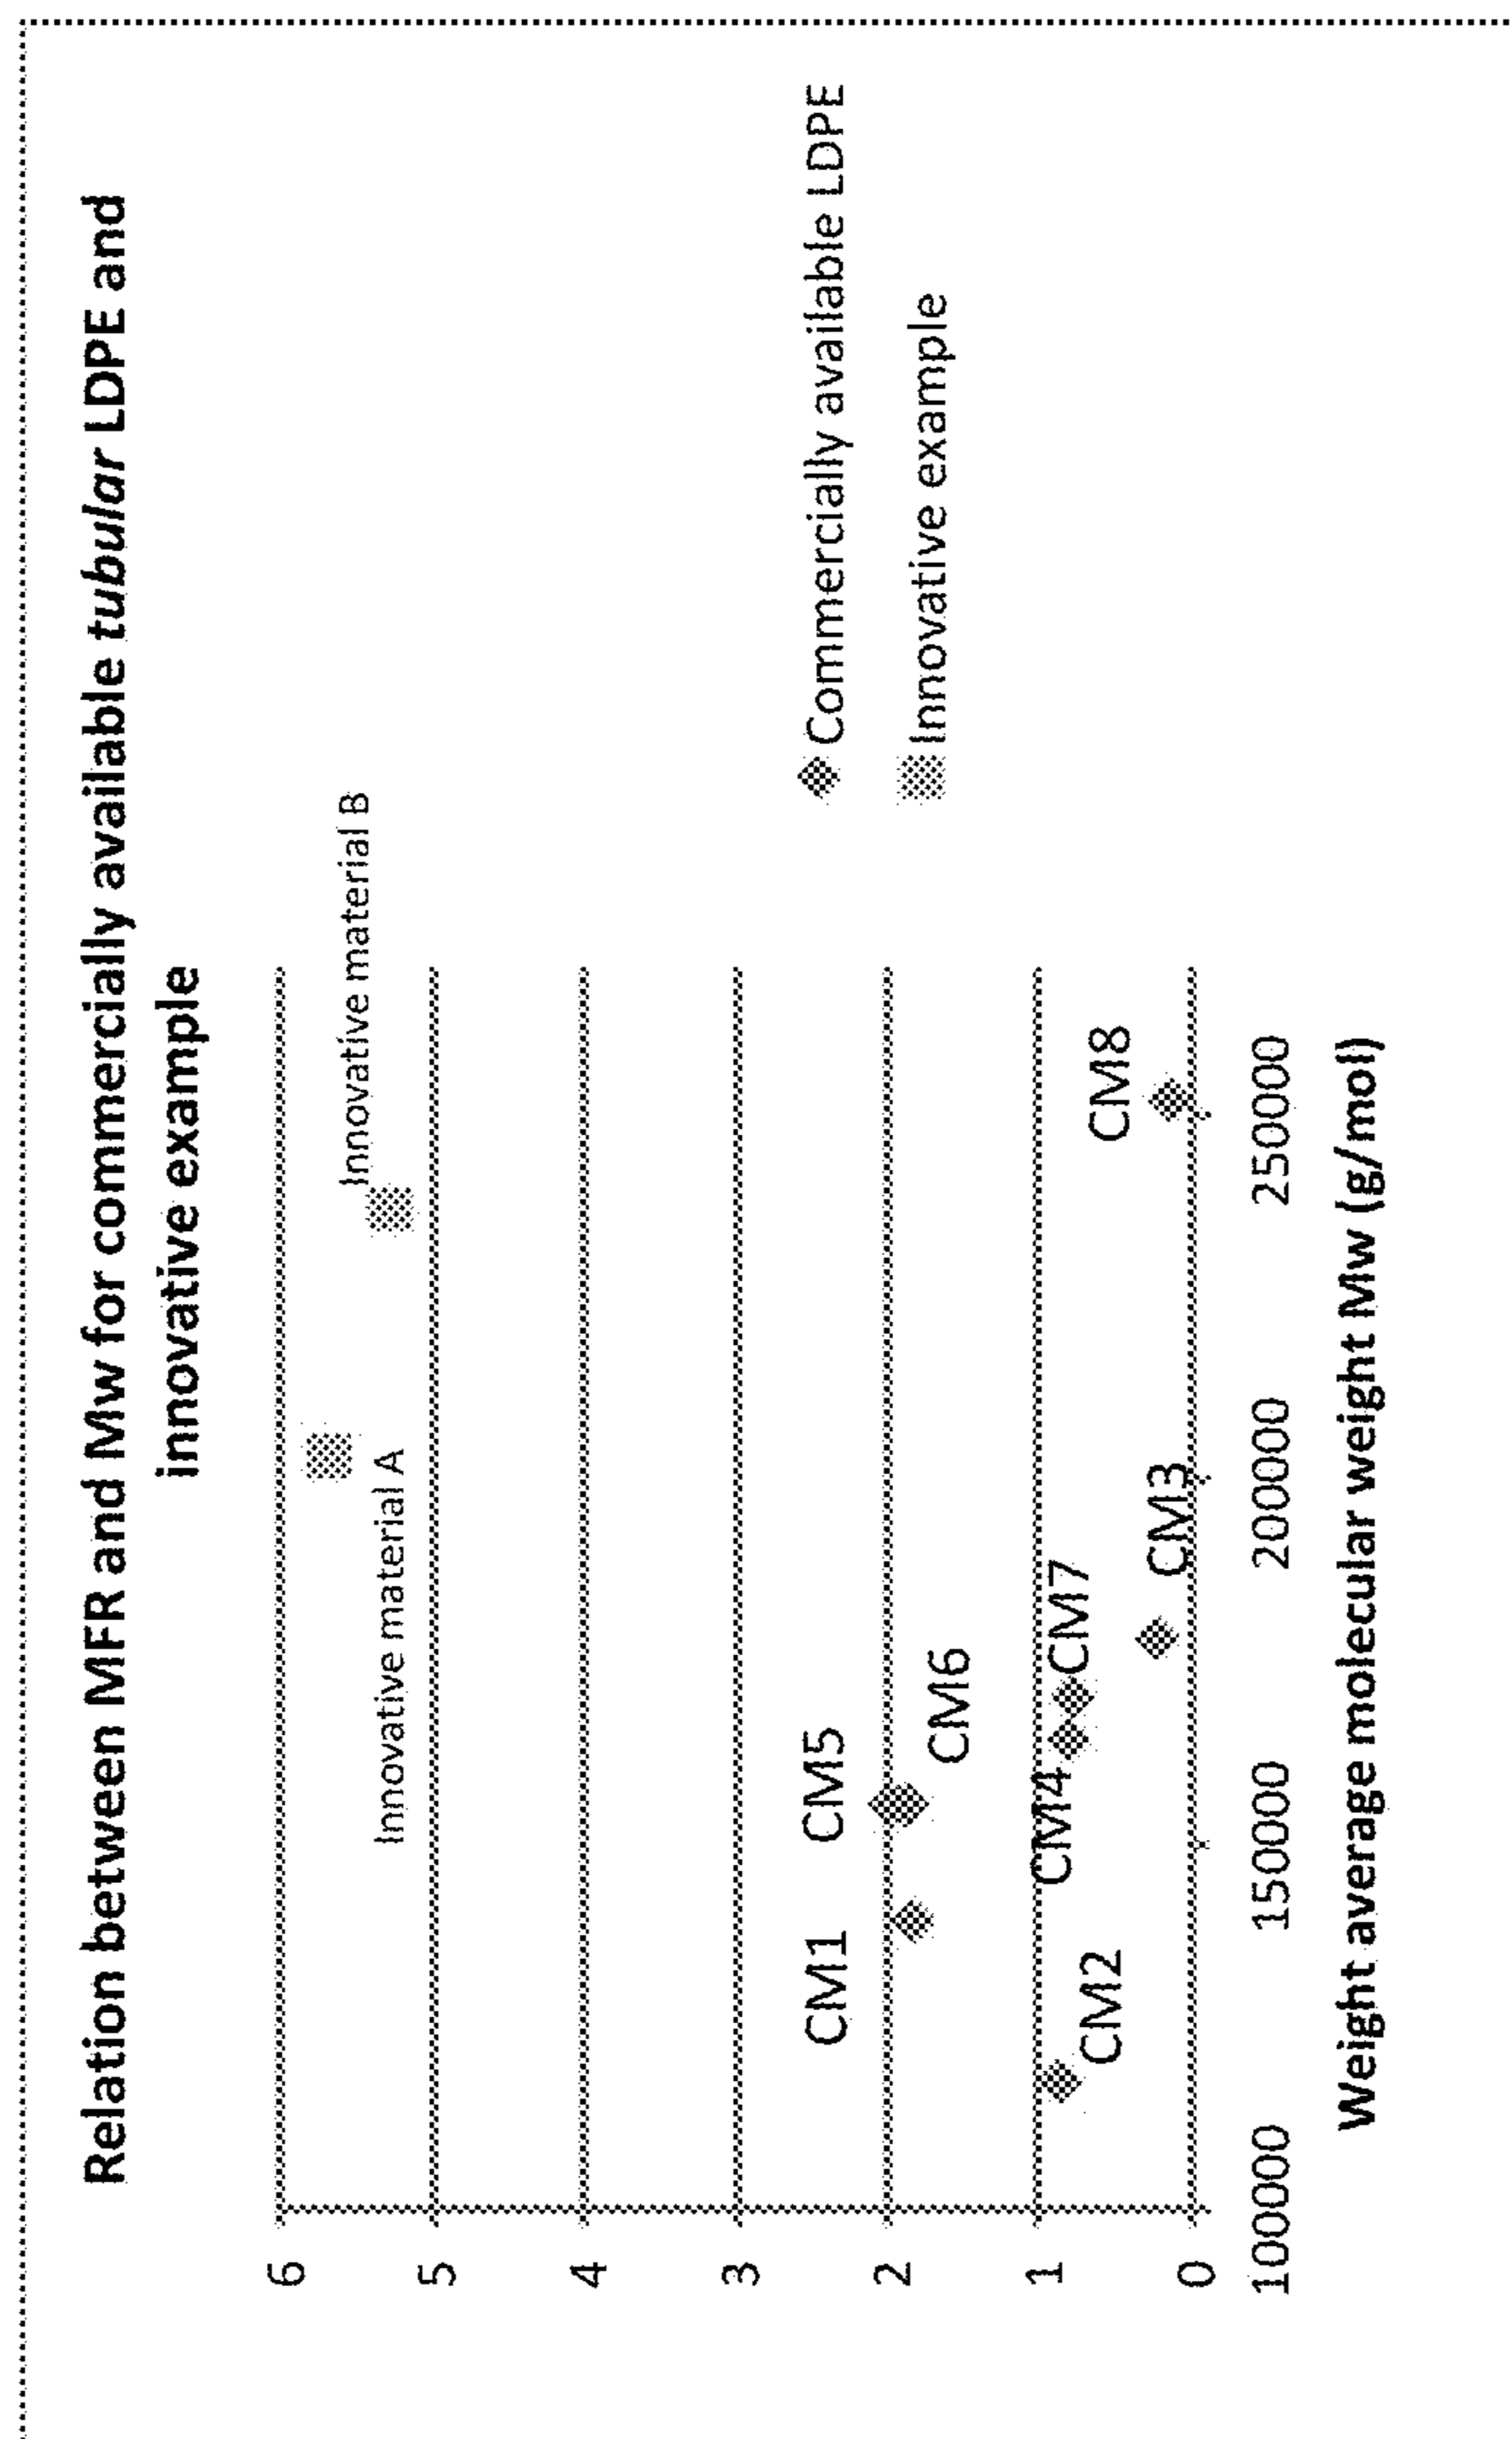 Relation between MFR and Mw for commercially available tubular LDPE and
innovative example
6
5
4
3
2
1
0
Innovative material A
Innovative material B
CM1
CM5
CM6
CM2
CM4
CM7
CM3
CM8
100000
150000
200000
250000
Weight average molecular weight Mw (g/mol)
Commercially available LDPE
Innovative example